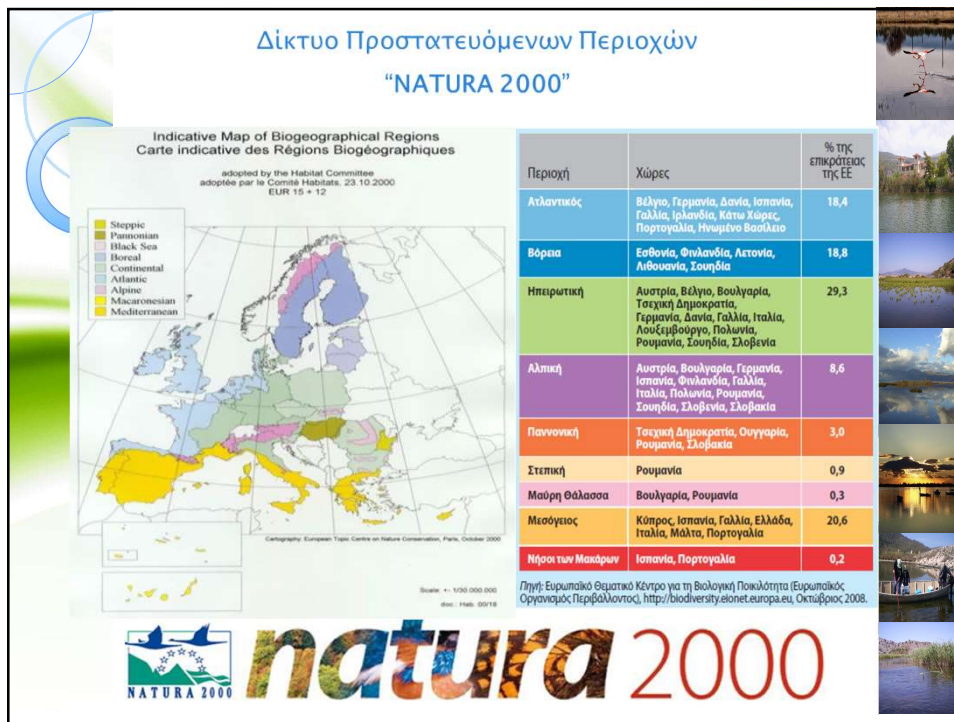 Δίκτυο Προστατευόμενων Περιοχών
“NATURA 2000”
Indicative Map of Biogeographical Regions
Carte indicative des Régions Biogéographiques
adopted by the Habitat Committee
adoptée par le Comité Habitats, 23.10.2000
EUR 15 + 12
Steppic
Pannonian
Black Sea
Boreal
Continental
Atlantic
Alpine
Macaronesian
Mediterranean
Cartography: European Topic Centre on Nature Conservation, Paris, October 2000
Scale: +- 1/30.000.000
doc.: Hab. 00/18
Περιοχή Χώρες % της
επικράτειας
της ΕΕ
Ατλαντικός Βέλγιο, Γερμανία, Δανία, Ισπανία, 18,4
Γαλλία, Ιρλανδία, Κάτω Χώρες,
Πορτογαλία, Ηνωμένο Βασίλειο
Βόρεια Εσθονία, Φινλανδία, Λετονία, 18,8
Λιθουανία, Σουηδία
Ηπειρωτική Αυστρία, Βέλγιο, Βουλγαρία, 29,3
Τσεχική Δημοκρατία,
Γερμανία, Δανία, Γαλλία, Ιταλία,
Λουξεμβούργο, Πολωνία,
Ρουμανία, Σουηδία, Σλοβενία
Αλπική Αυστρία, Βουλγαρία, Γερμανία, 8,6
Ισπανία, Φινλανδία, Γαλλία,
Ιταλία, Πολωνία, Ρουμανία,
Σουηδία, Σλοβενία, Σλοβακία
Παννονική Τσεχική Δημοκρατία, Ουγγαρία, 3,0
Ρουμανία, Σλοβακία
Στεπική Ρουμανία 0,9
Μαύρη Θάλασσα Βουλγαρία, Ρουμανία 0,3
Μεσόγειος Κύπρος, Ισπανία, Γαλλία, Ελλάδα, 20,6
Ιταλία, Μάλτα, Πορτογαλία
Νήσοι των Μακάρων Ισπανία, Πορτογαλία 0,2
Πηγή: Ευρωπαϊκό Θεματικό Κέντρο για τη Βιολογική Ποικιλότητα (Ευρωπαϊκός
Οργανισμός Περιβάλλοντος), http://biodiversity.eionet.europa.eu, Οκτώβριος 2008.
NATURA 2000
natura 2000